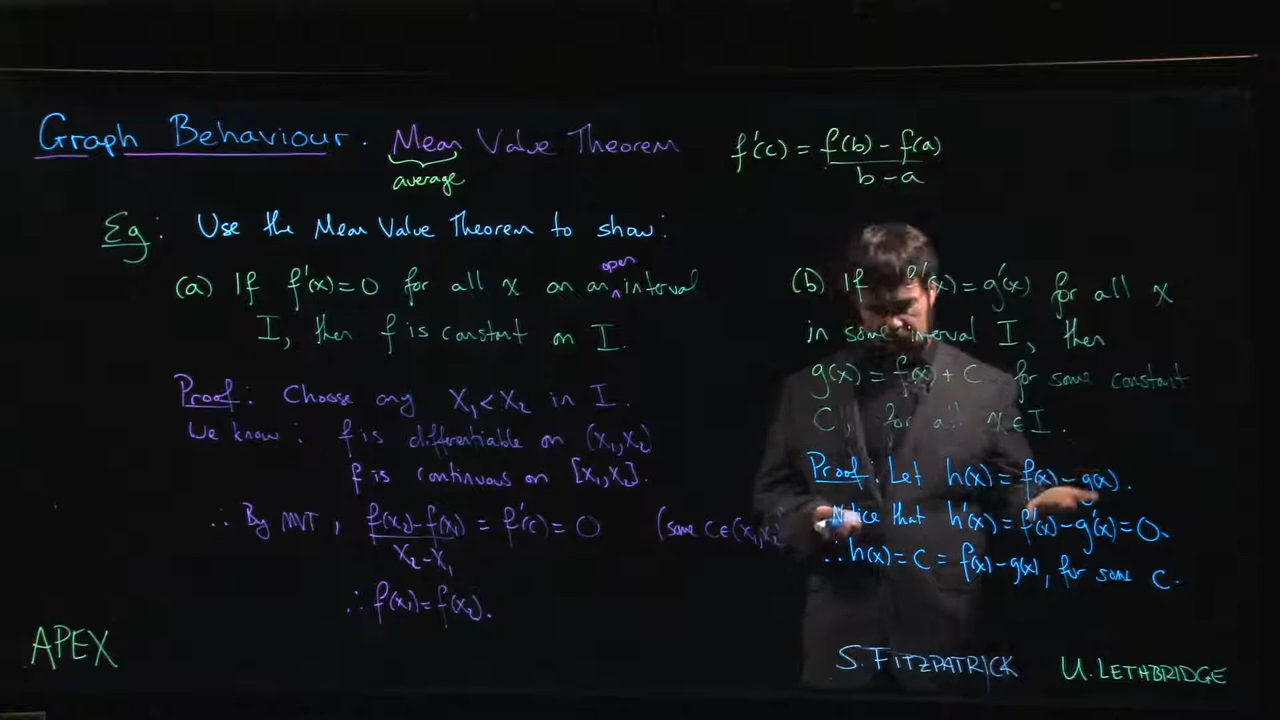 Graph Behaviour. Mean Value Theorem
average
f'(c) = f(b) - f(a) / b - a
Eg: Use the Mean Value Theorem to show:
(a) If f'(x) = 0 for all x on an open interval
I, then f is constant on I.
Proof: Choose any x₁ < x₂ in I.
We know: f is differentiable on (x₁, x₂)
f is continuous on [x₁, x₂].
∴ By MVT, f(x₂) - f(x₁) / x₂ - x₁ = f'(c) = 0 (some c ∈ (x₁, x₂)
∴ f(x₁) = f(x₂).
(b) If f'(x) = g'(x) for all x
in some interval I, then
g(x) = f(x) + C for some constant
C, for all x ∈ I.
Proof: Let h(x) = f(x) - g(x).
Notice that h'(x) = f'(x) - g'(x) = 0.
∴ h(x) = C = f(x) - g(x), for some C.
APEX
S. FITZPATRICK U. LETHBRIDGE